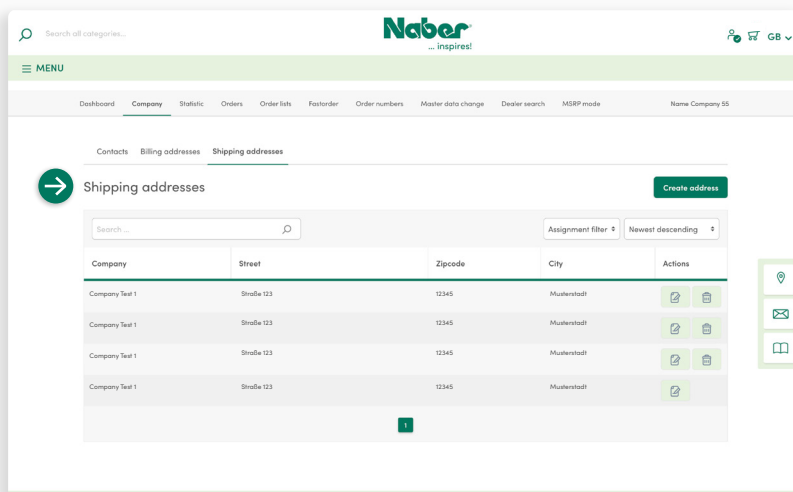 Search all categories...
Naber
... inspires!
GB
MENU
Dashboard Company Statistic Orders Order lists Fastorder Order numbers Master data change Dealer search MSRP mode Name Company 55
Contacts Billing addresses Shipping addresses
Shipping addresses
Create address
Search ... Assignment filter Newest descending
Company Street Zipcode City Actions
Company Test 1 Straße 123 12345 Musterstadt
Company Test 1 Straße 123 12345 Musterstadt
Company Test 1 Straße 123 12345 Musterstadt
Company Test 1 Straße 123 12345 Musterstadt
1